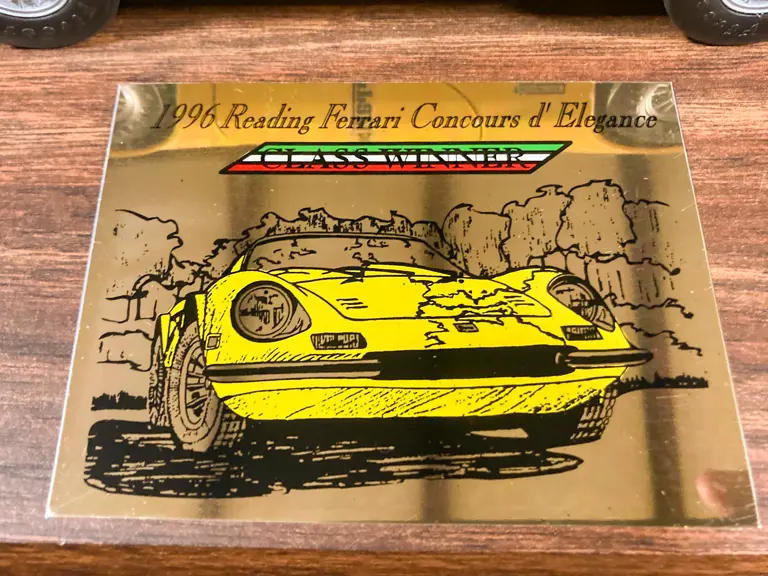 1996 Reading Ferrari Concours d' Elegance
CLASS WINNER